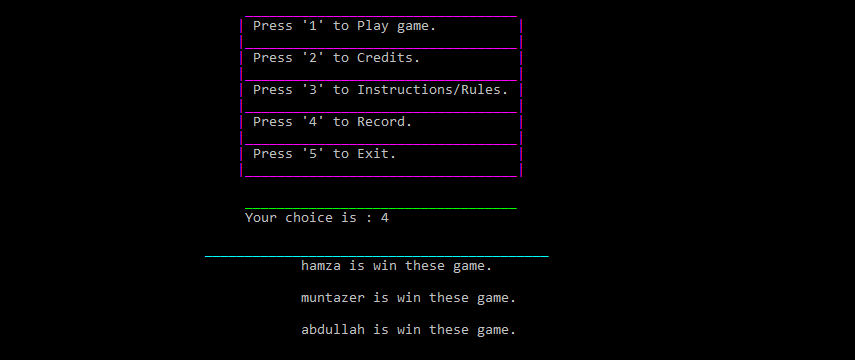 Press '1' to Play game.
Press '2' to Credits.
Press '3' to Instructions/Rules.
Press '4' to Record.
Press '5' to Exit.
Your choice is : 4
hamza is win these game.
muntazer is win these game.
abdullah is win these game.